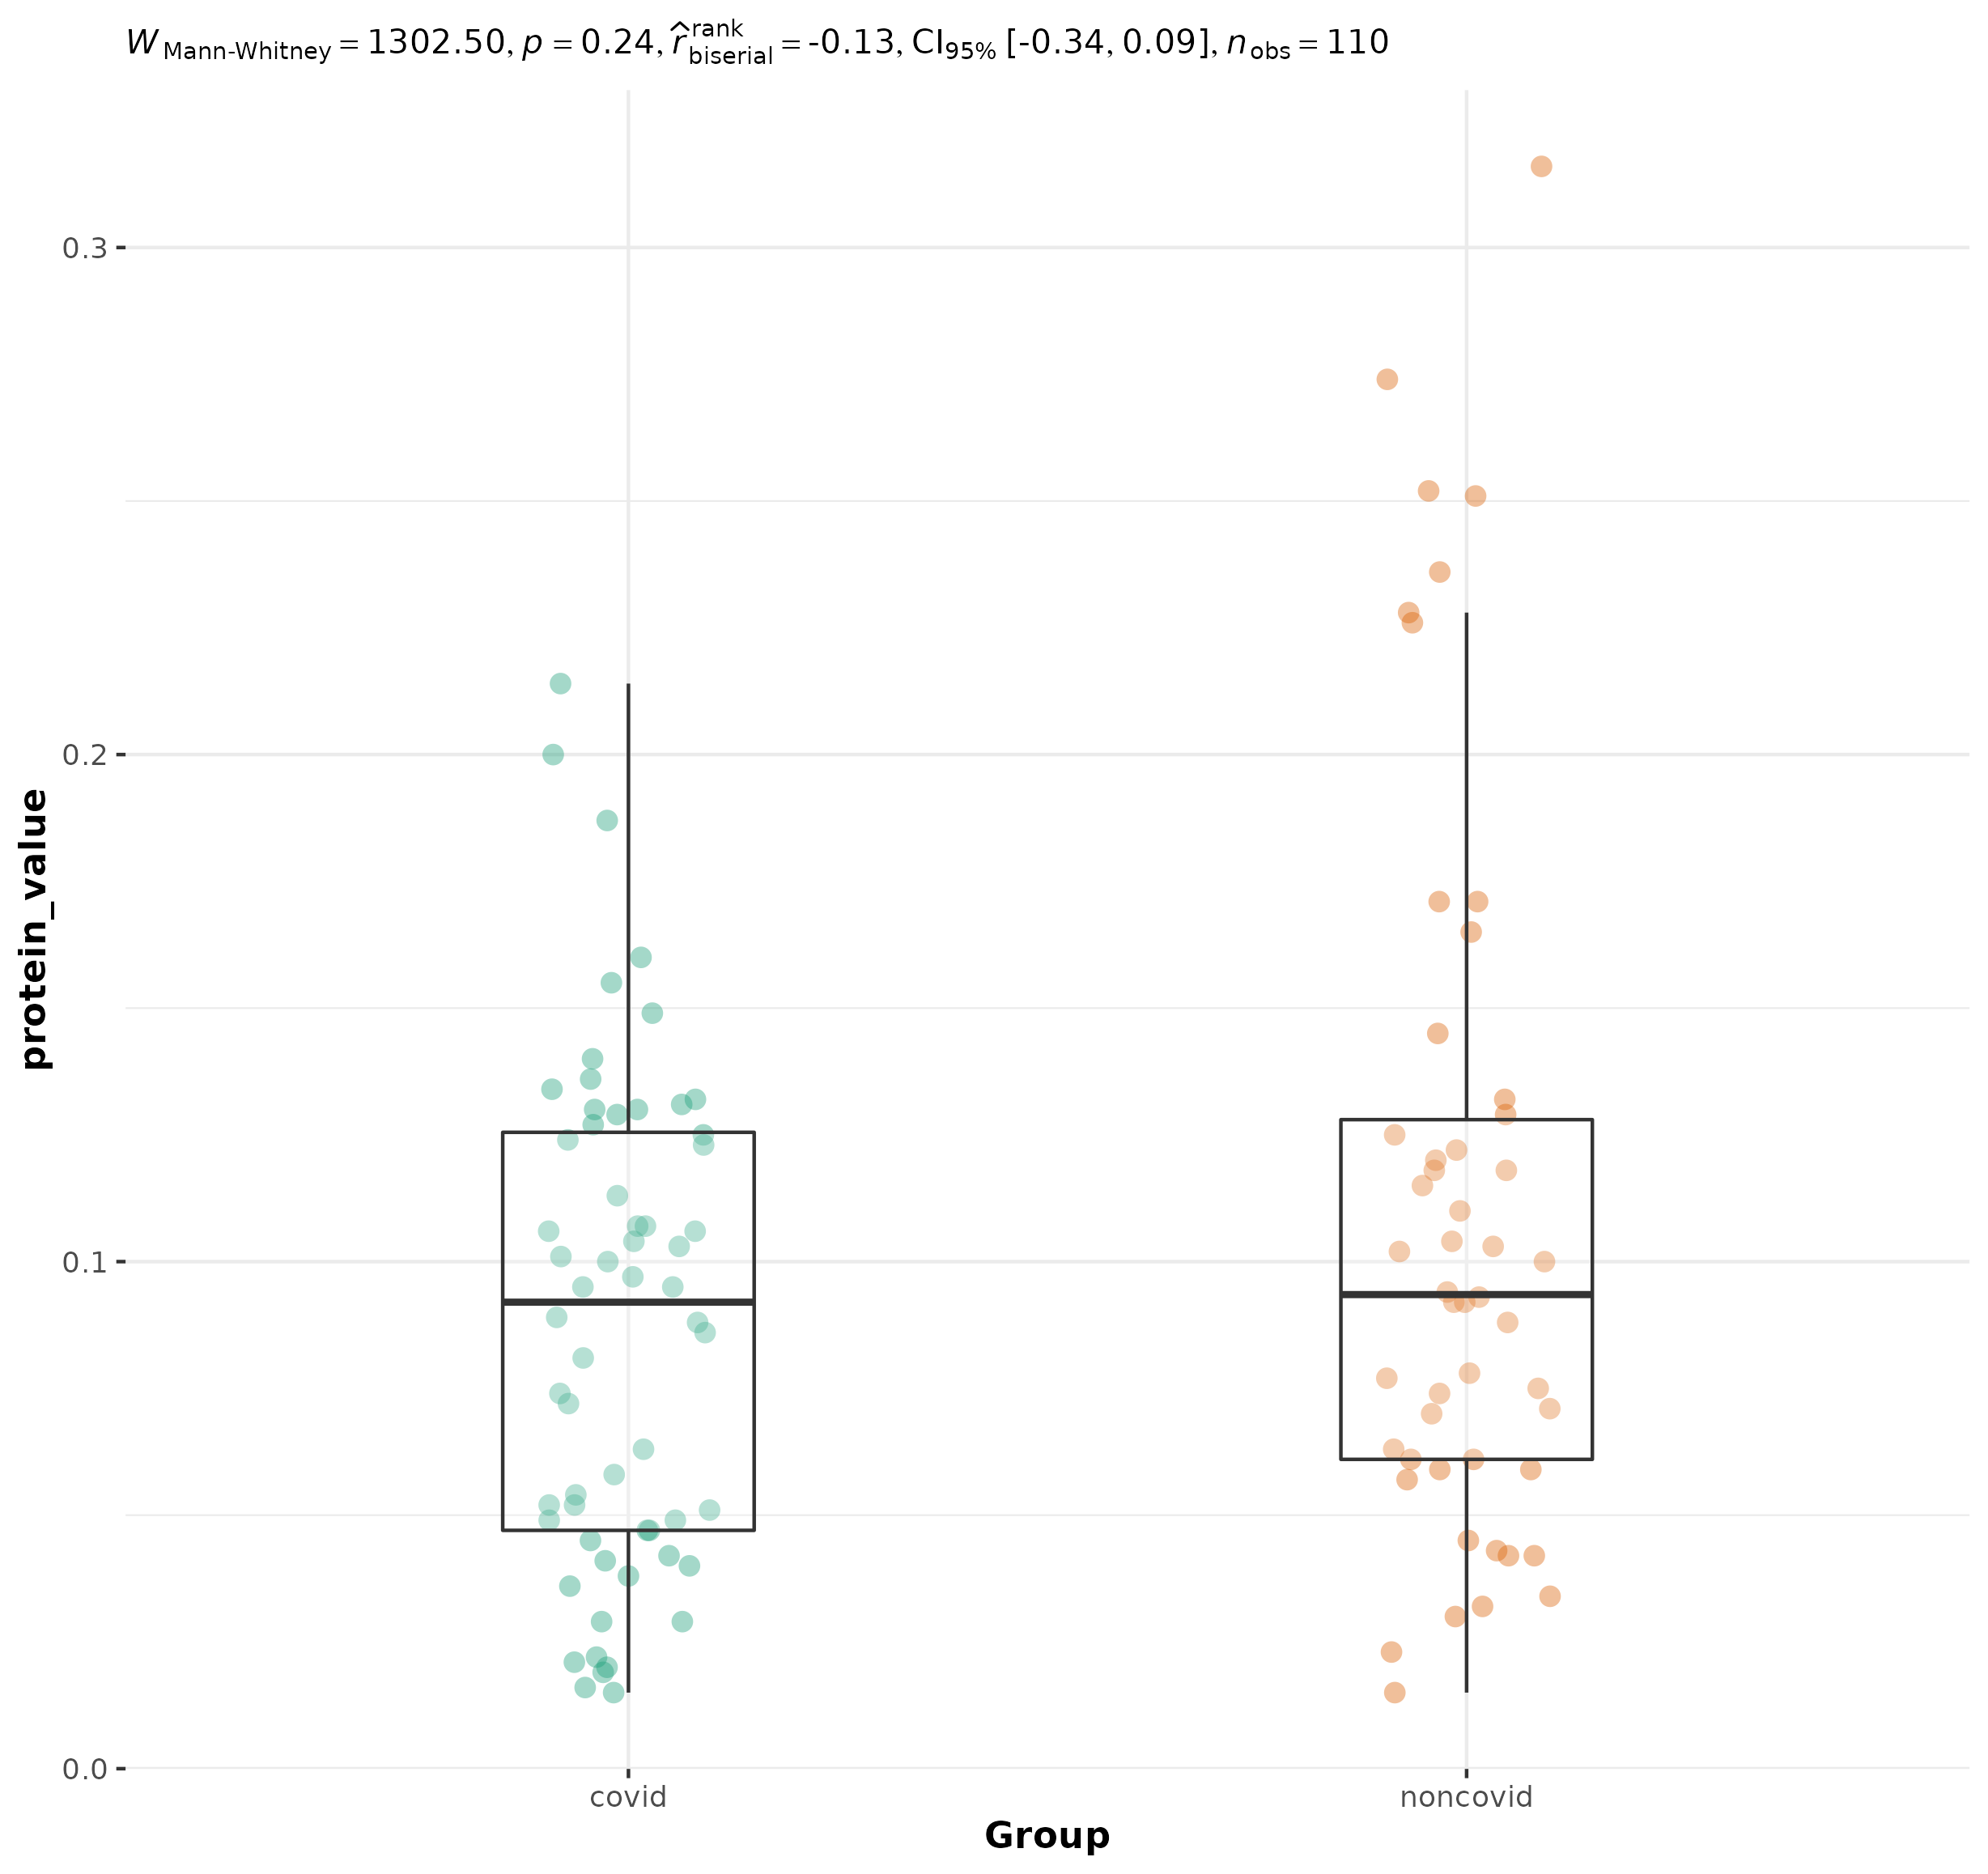 W Mann-Whitney = 1302.50, p = 0.24, r̂ rank biserial = -0.13, CI95% [-0.34, 0.09], nobs = 110
0.3
0.2
0.1
0.0
protein_value
covid noncovid
Group